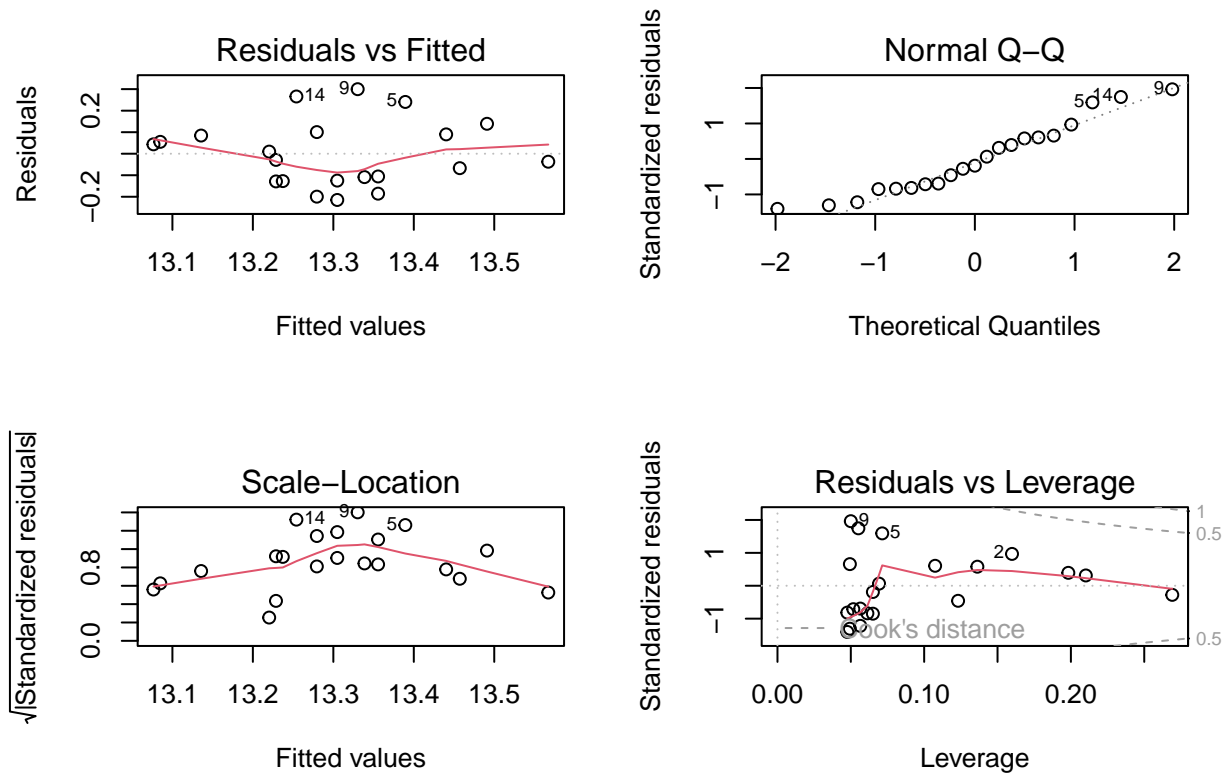 Residuals vs Fitted
Residuals
0.2
−0.2
14
9
5
13.1 13.2 13.3 13.4 13.5
Fitted values
Normal Q−Q
Standardized residuals
1
−1
5
14
9
−2 −1 0 1 2
Theoretical Quantiles
Scale−Location
√|Standardized residuals|
0.8
0.0
14
9
5
13.1 13.2 13.3 13.4 13.5
Fitted values
Residuals vs Leverage
Standardized residuals
1
−1
9
5
2
1
0.5
0.5
Cook's distance
0.00 0.10 0.20
Leverage